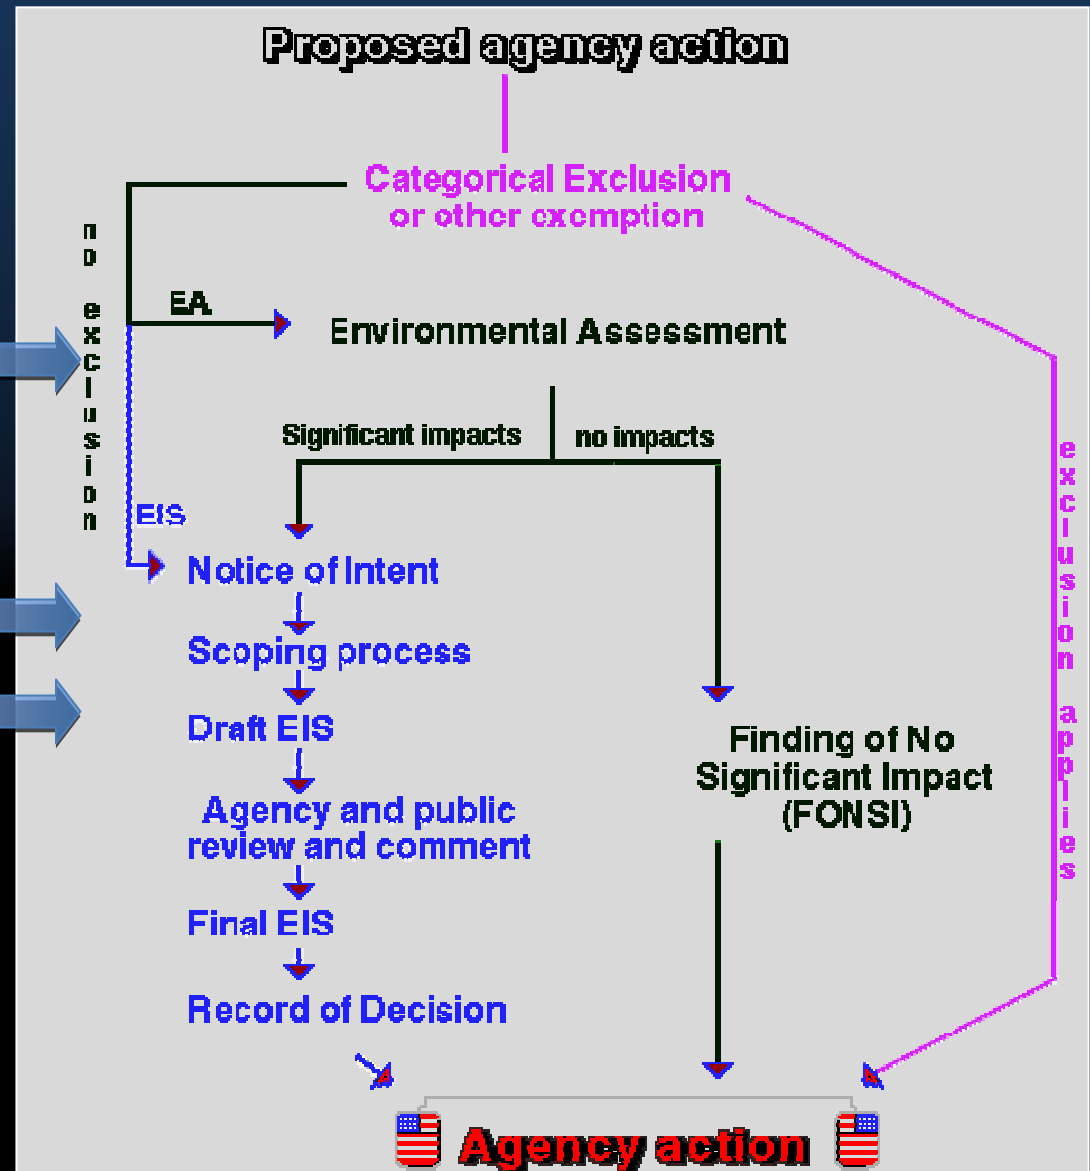 Proposed agency action
Categorical Exclusion
or other exemption
no exclusion
EA
Environmental Assessment
Significant impacts
no impacts
EIS
Notice of Intent
Scoping process
Draft EIS
Agency and public
review and comment
Final EIS
Record of Decision
Finding of No
Significant Impact
(FONSI)
exclusion applies
Agency action